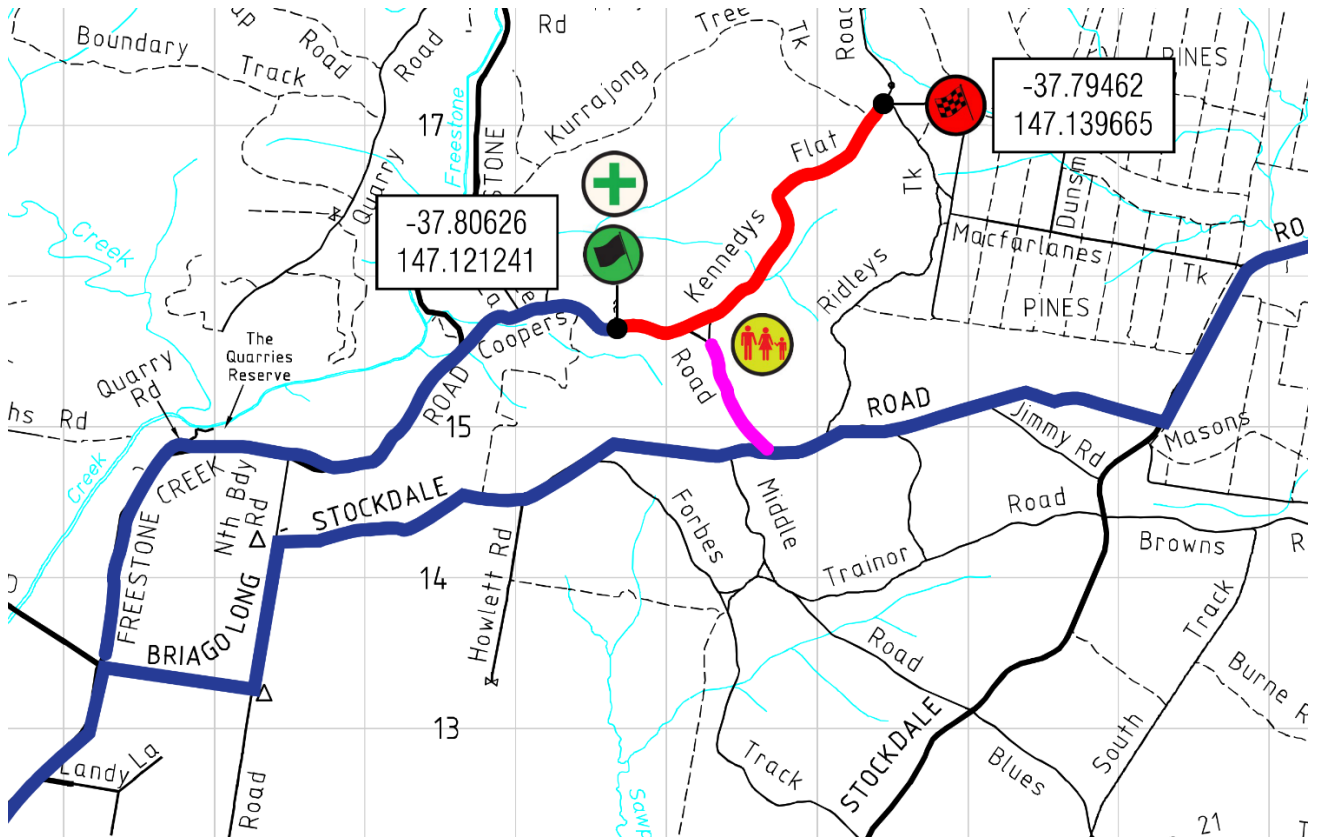 Boundary
Track
Road
Road
Rd
Tree
Tk
Road
PINES
-37.79462
147.139665
17
Kurrajong
Freestone
Quarry
STONE
Flat
Tk
Dunsm
-37.80626
147.121241
Creek
Kennedys
Macfarlanes
Tk
RO
Ridleys
PINES
Coopers
The
Quarries
Reserve
Quarry
Rd
hs Rd
ROAD
Road
ROAD
15
Jimmy Rd
Masons
Creek
CREEK
Nth Bdy
Rd
STOCKDALE
Forbes
Middle
Road
FREESTONE
Howlett Rd
14
Trainor
Browns
R
BRIAGOLONG
Road
Track
Burne R
13
STOCKDALE
South
Landy La
Road
Track
Blues
Sawp
21
T